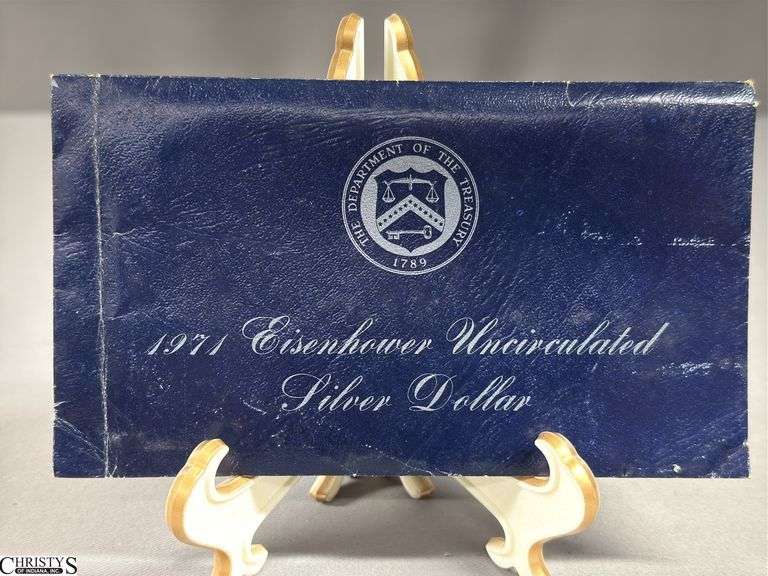 THE DEPARTMENT OF THE TREASURY
1789
1971 Eisenhower Uncirculated
Silver Dollar
CHRISTY'S
OF INDIANA, INC.